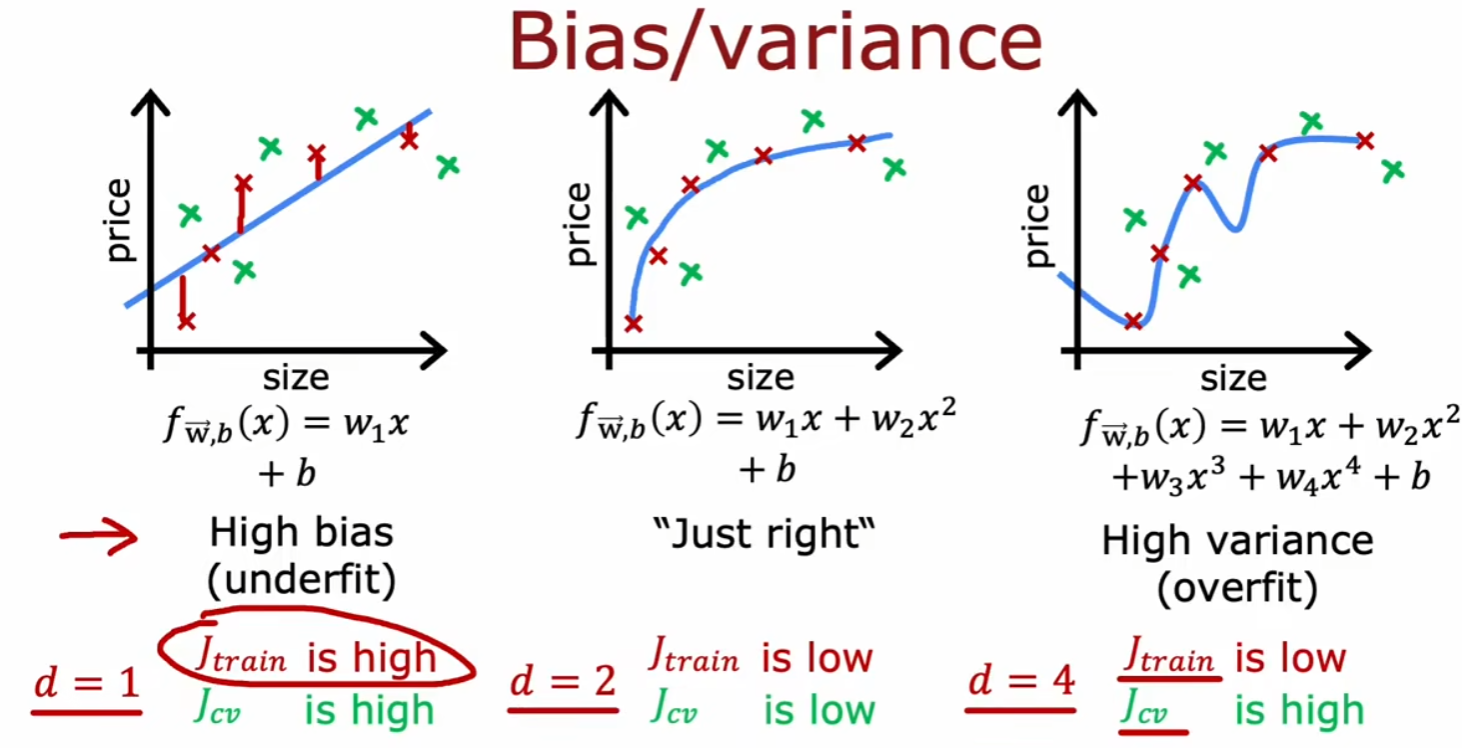 Bias/variance
price
size
f_{\vec{w},b}(x) = w_1x
+ b
High bias
(underfit)
d = 1
J_{train} is high
J_{cv} is high
price
size
f_{\vec{w},b}(x) = w_1x + w_2x^2
+ b
"Just right"
d = 2
J_{train} is low
J_{cv} is low
price
size
f_{\vec{w},b}(x) = w_1x + w_2x^2
+w_3x^3 + w_4x^4 + b
High variance
(overfit)
d = 4
J_{train} is low
J_{cv} is high